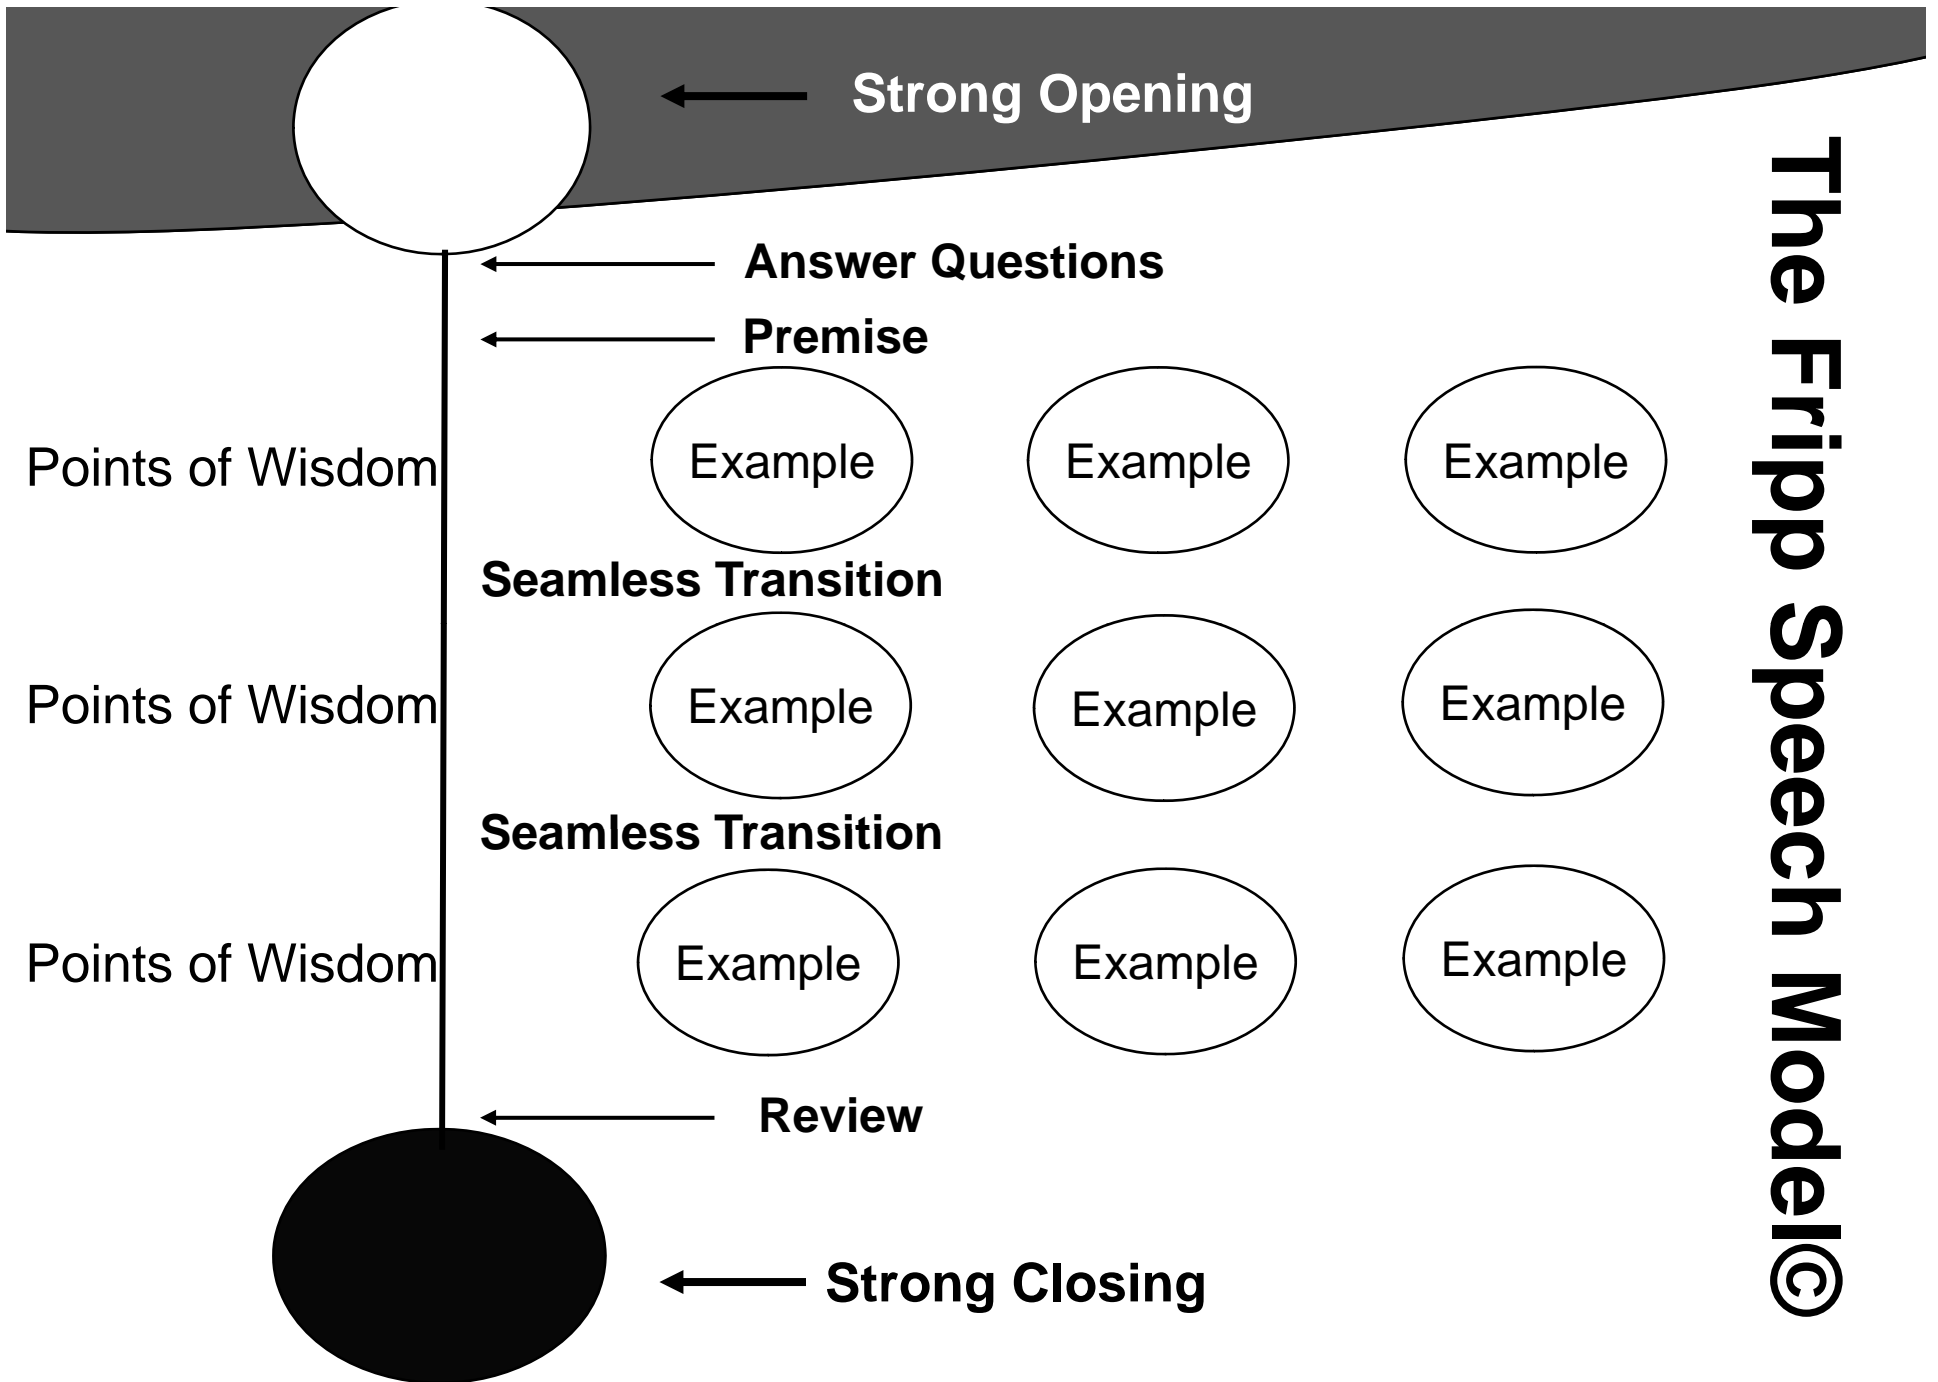 Strong Opening
Answer Questions
Premise
Points of Wisdom Example Example Example
Seamless Transition
Points of Wisdom Example Example Example
Seamless Transition
Points of Wisdom Example Example Example
Review
Strong Closing
The Fripp Speech Model©